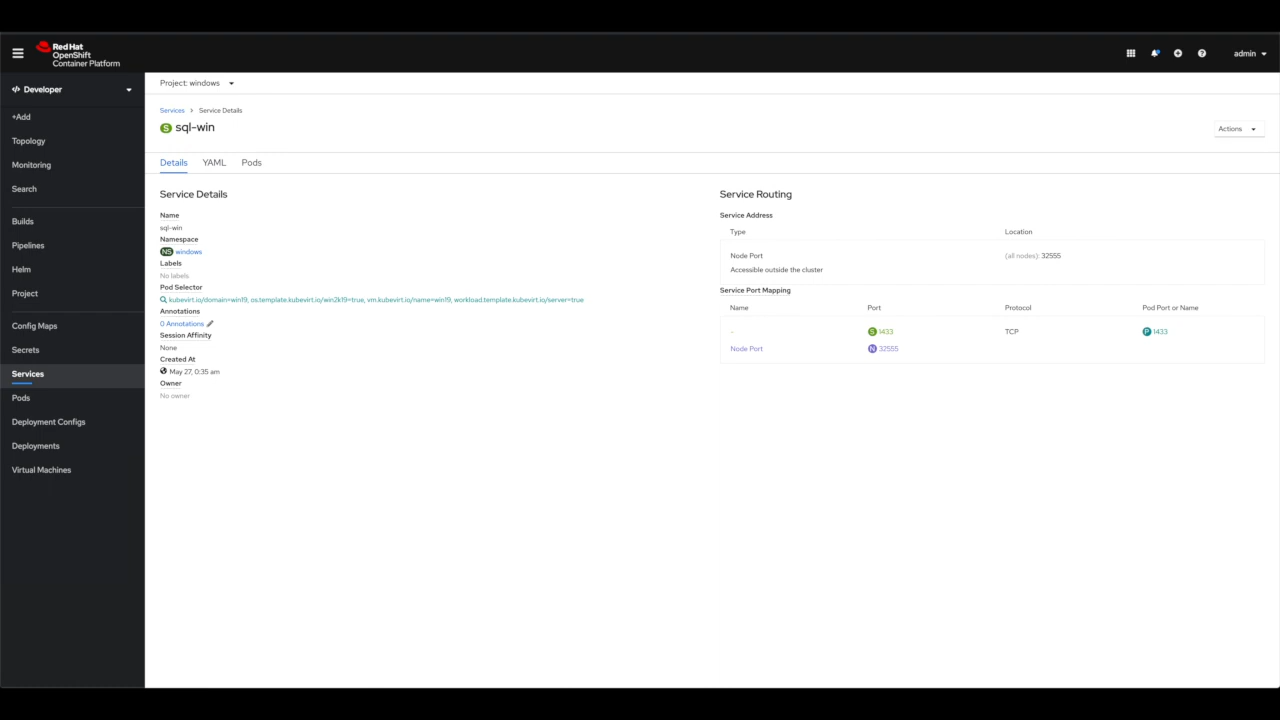 Red Hat
OpenShift
Container Platform
admin
Developer
+Add
Topology
Monitoring
Search
Builds
Pipelines
Helm
Project
Config Maps
Secrets
Services
Pods
Deployment Configs
Deployments
Virtual Machines
Project: windows
Services > Service Details
S sql-win
Actions
Details YAML Pods
Service Details
Name
sql-win
Namespace
NS windows
Labels
No labels
Pod Selector
kubevirt.io/domain=win19, os.template.kubevirt.io/win2k19=true, vm.kubevirt.io/name=win19, workload.template.kubevirt.io/server=true
Annotations
0 Annotations
Session Affinity
None
Created At
May 27, 0:35 am
Owner
No owner
Service Routing
Service Address
Type Location
Node Port (all nodes): 32555
Accessible outside the cluster
Service Port Mapping
Name Port Protocol Pod Port or Name
- S 1433 TCP P 1433
Node Port N 32555